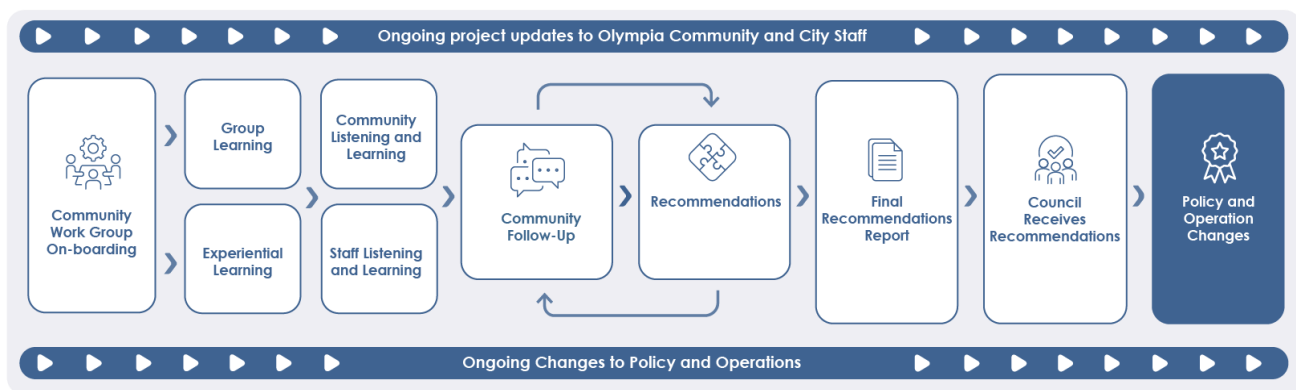 Ongoing project updates to Olympia Community and City Staff
Community
Work Group
On-boarding
Group
Learning
Experiential
Learning
Community
Listening and
Learning
Staff Listening
and Learning
Community
Follow-Up
Recommendations
Final
Recommendations
Report
Council
Receives
Recommendations
Policy and
Operation
Changes
Ongoing Changes to Policy and Operations